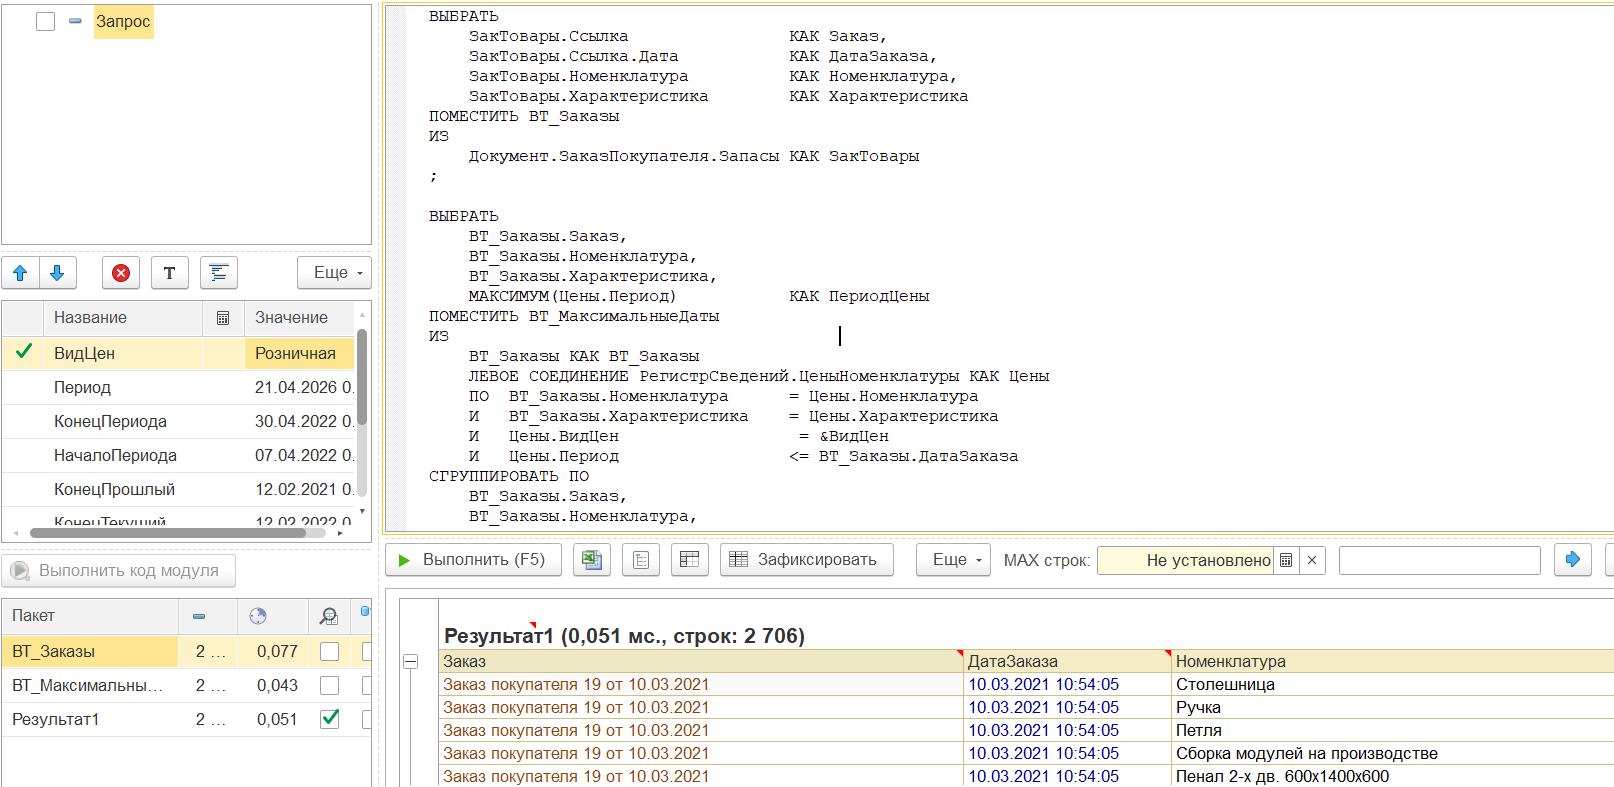 Запрос
Еще
Название
Значение
ВидЦен
Розничная
Период
21.04.2026 0.
КонецПериода
30.04.2022 0.
НачалоПериода
07.04.2022 0.
КонецПрошлый
12.02.2021 0.
КонецТекущий
12.02.2022 0
Выполнить код модуля
Пакет
ВТ_Заказы
2 ...
0,077
ВТ_Максимальны...
2 ...
0,043
Результат1
2 ...
0,051
ВЫБРАТЬ
ЗакТовары.Ссылка КАК Заказ,
ЗакТовары.Ссылка.Дата КАК ДатаЗаказа,
ЗакТовары.Номенклатура КАК Номенклатура,
ЗакТовары.Характеристика КАК Характеристика
ПОМЕСТИТЬ ВТ_Заказы
ИЗ
Документ.ЗаказПокупателя.Запасы КАК ЗакТовары
;
ВЫБРАТЬ
ВТ_Заказы.Заказ,
ВТ_Заказы.Номенклатура,
ВТ_Заказы.Характеристика,
МАКСИМУМ(Цены.Период) КАК ПериодЦены
ПОМЕСТИТЬ ВТ_МаксимальныеДаты
ИЗ
ВТ_Заказы КАК ВТ_Заказы
ЛЕВОЕ СОЕДИНЕНИЕ РегистрСведений.ЦеныНоменклатуры КАК Цены
ПО ВТ_Заказы.Номенклатура = Цены.Номенклатура
И ВТ_Заказы.Характеристика = Цены.Характеристика
И Цены.ВидЦен = &ВидЦен
И Цены.Период <= ВТ_Заказы.ДатаЗаказа
СГРУППИРОВАТЬ ПО
ВТ_Заказы.Заказ,
ВТ_Заказы.Номенклатура,
Выполнить (F5)
Зафиксировать
Еще
МАХ строк:
Не установлено
Результат1 (0,051 мс., строк: 2 706)
Заказ ДатаЗаказа Номенклатура
Заказ покупателя 19 от 10.03.2021 10.03.2021 10:54:05 Столешница
Заказ покупателя 19 от 10.03.2021 10.03.2021 10:54:05 Ручка
Заказ покупателя 19 от 10.03.2021 10.03.2021 10:54:05 Петля
Заказ покупателя 19 от 10.03.2021 10.03.2021 10:54:05 Сборка модулей на производстве
Заказ покупателя 19 от 10.03.2021 10.03.2021 10:54:05 Пенал 2-х дв. 600х1400х600